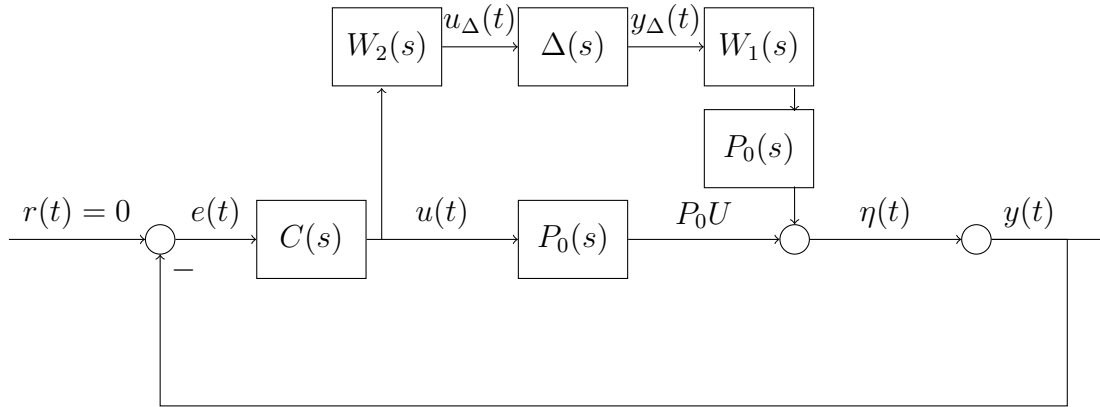 u_Δ(t) y_Δ(t)
W_2(s) Δ(s) W_1(s)
P_0(s)
r(t) = 0 e(t) u(t) P_0U η(t) y(t)
C(s) P_0(s)
−